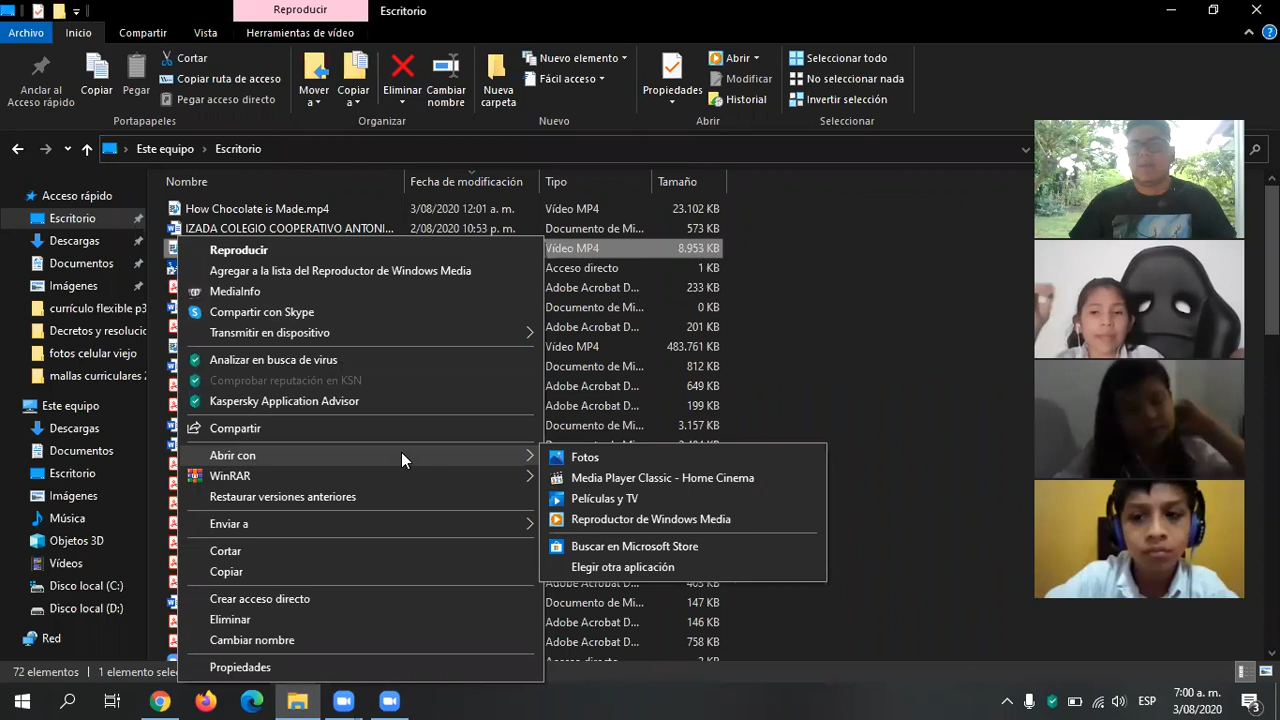 Reproducir
Escritorio
Archivo
Inicio
Compartir
Vista
Herramientas de vídeo
Anclar al
Acceso rápido
Copiar
Pegar
Cortar
Copiar ruta de acceso
Pegar acceso directo
Mover
a
Copiar
a
Eliminar
Cambiar
nombre
Nueva
carpeta
Nuevo elemento
Fácil acceso
Propiedades
Abrir
Modificar
Historial
Seleccionar todo
No seleccionar nada
Invertir selección
Portapapeles
Organizar
Nuevo
Abrir
Seleccionar
Este equipo
Escritorio
Nombre
Fecha de modificación
Tipo
Tamaño
How Chocolate is Made.mp4
3/08/2020 12:01 a. m.
Vídeo MP4
23.102 KB
IZADA COLEGIO COOPERATIVO ANTONI...
2/08/2020 10:53 p. m.
Documento de Mi...
573 KB
Vídeo MP4
8.953 KB
Acceso directo
1 KB
Adobe Acrobat D...
233 KB
Documento de Mi...
0 KB
Adobe Acrobat D...
201 KB
Vídeo MP4
483.761 KB
Documento de Mi...
812 KB
Adobe Acrobat D...
649 KB
Adobe Acrobat D...
199 KB
Documento de Mi...
3.157 KB
Adobe Acrobat D...
Documento de Mi...
147 KB
Adobe Acrobat D...
146 KB
Adobe Acrobat D...
758 KB
Acceso rápido
Escritorio
Descargas
Documentos
Imágenes
currículo flexible p3
Decretos y resolucio
fotos celular viejo
mallas curriculares 2
Este equipo
Descargas
Documentos
Escritorio
Imágenes
Música
Objetos 3D
Vídeos
Disco local (C:)
Disco local (D:)
Red
Reproducir
Agregar a la lista del Reproductor de Windows Media
MediaInfo
Compartir con Skype
Transmitir en dispositivo
Analizar en busca de virus
Comprobar reputación en KSN
Kaspersky Application Advisor
Compartir
Abrir con
WinRAR
Restaurar versiones anteriores
Enviar a
Cortar
Copiar
Crear acceso directo
Eliminar
Cambiar nombre
Propiedades
Fotos
Media Player Classic - Home Cinema
Películas y TV
Reproductor de Windows Media
Buscar en Microsoft Store
Elegir otra aplicación
72 elementos
1 elemento selec
ESP
7:00 a. m.
3/08/2020
3